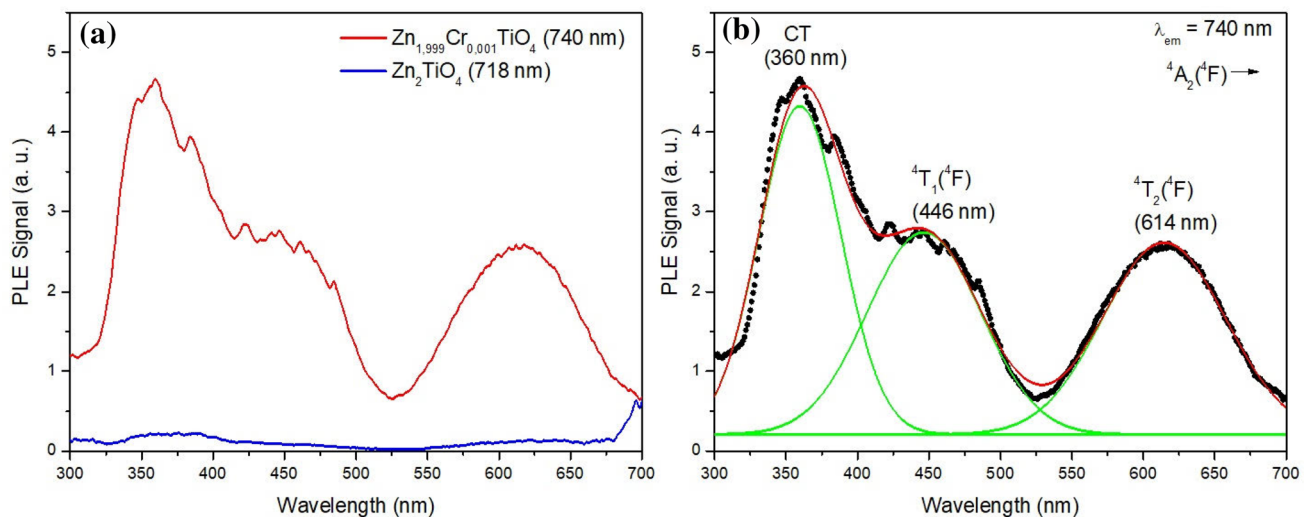 (a)
Zn1,999Cr0,001TiO4 (740 nm)
Zn2TiO4 (718 nm)
PLE Signal (a. u.)
5
4
3
2
1
0
300 350 400 450 500 550 600 650 700
Wavelength (nm)
(b)
CT
(360 nm)
λem = 740 nm
4A2(4F)→
4T1(4F)
(446 nm)
4T2(4F)
(614 nm)
PLE Signal (a. u.)
5
4
3
2
1
0
300 350 400 450 500 550 600 650 700
Wavelength (nm)